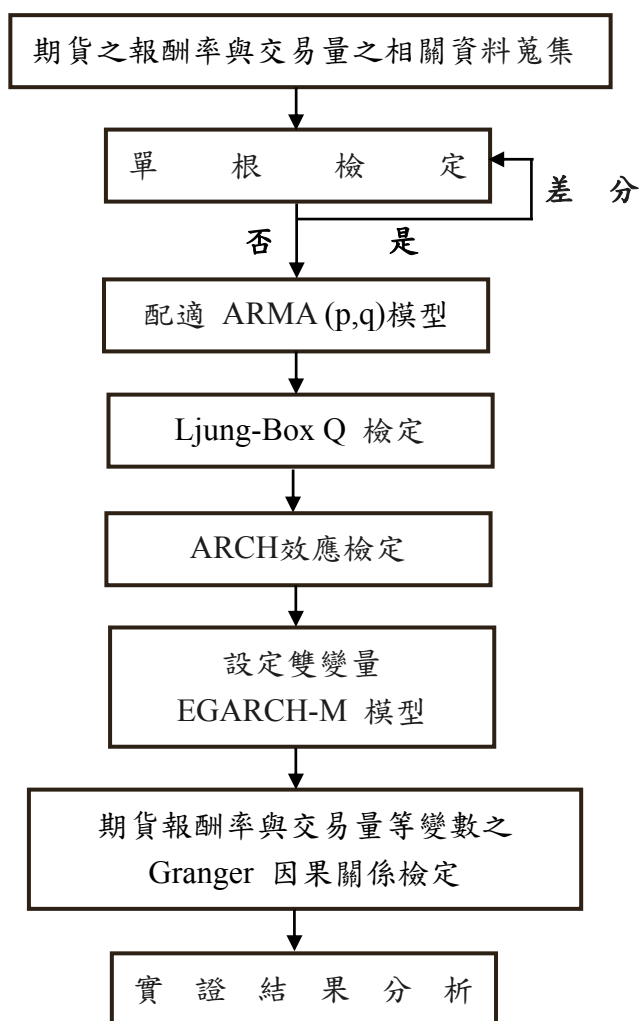 期貨之報酬率與交易量之相關資料蒐集
單 根 檢 定
差 分
否 是
配適 ARMA (p,q)模型
Ljung-Box Q 檢定
ARCH效應檢定
設定雙變量
EGARCH-M 模型
期貨報酬率與交易量等變數之
Granger 因果關係檢定
實 證 結 果 分 析